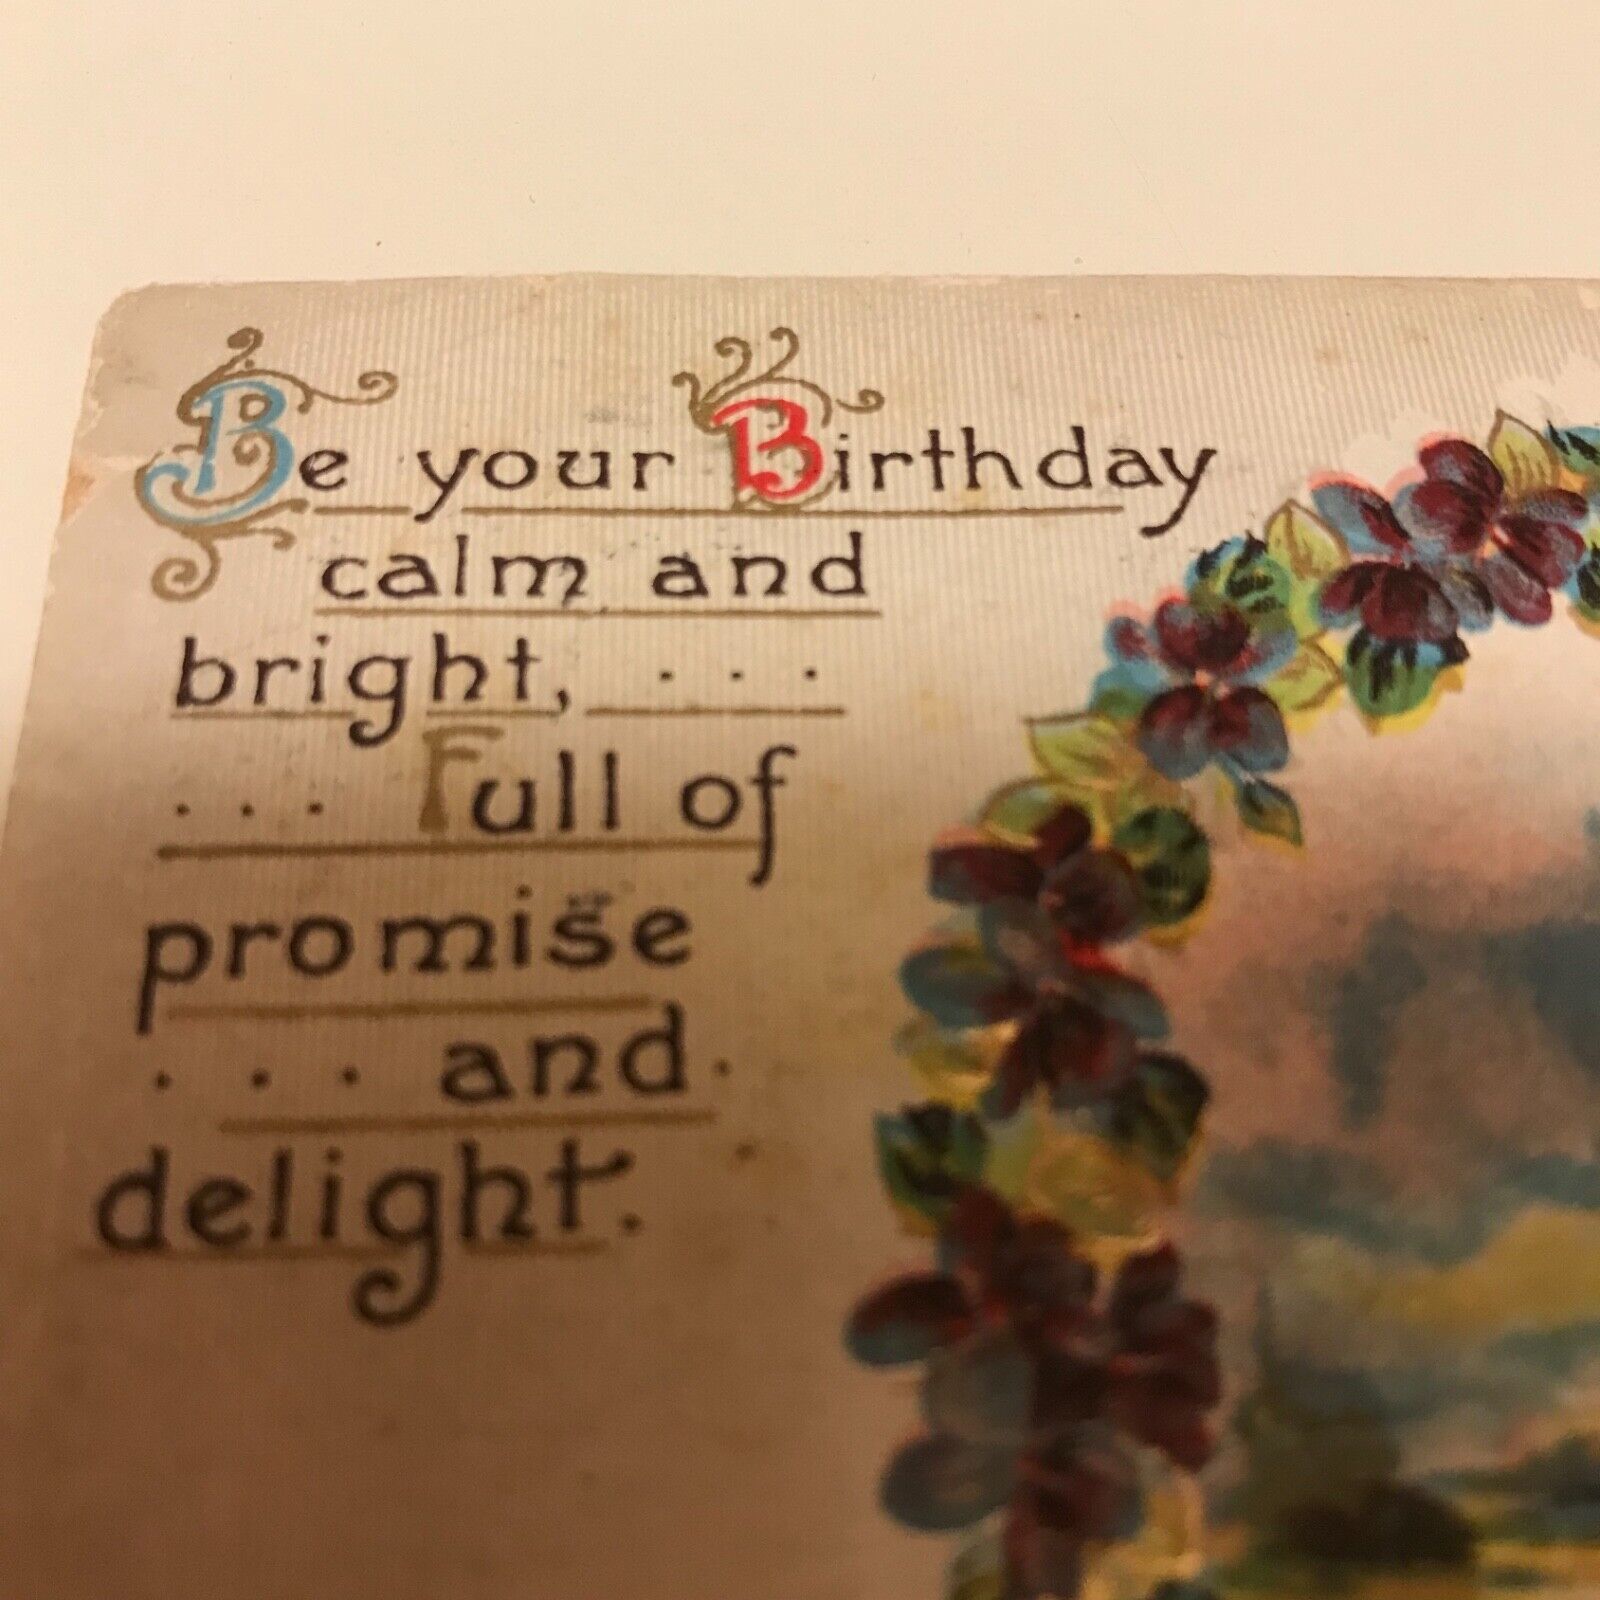 Be your Birthday
calm and
bright, . . .
. . . Full of
promise
. . . and .
delight.